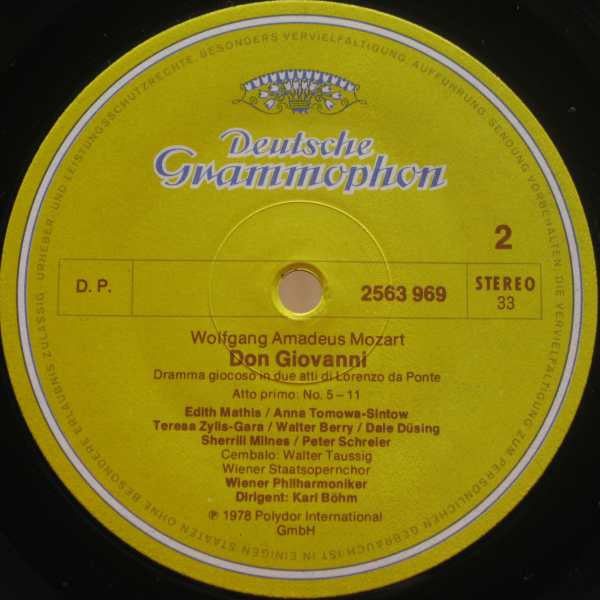 URHEBER- UND LEISTUNGSSCHUTZRECHTE BESONDERS VERVIELFÄLTIGUNG, AUFFÜHRUNG, SENDUNG VORBEHALTEN. DIE VERVIELFÄLTIGUNG ZUM PERSÖNLICHEN GEBRAUCH IST IN EINIGEN STAATEN OHNE BESONDERE ERLAUBNIS ZULÄSSIG.
Deutsche
Grammophon
2
D. P.
2563 969
STEREO
33
Wolfgang Amadeus Mozart
Don Giovanni
Dramma giocoso in due atti di Lorenzo da Ponte
Atto primo: No. 5 – 11
Edith Mathis / Anna Tomowa-Sintow
Teresa Zylis-Gara / Walter Berry / Dale Düsing
Sherrill Milnes / Peter Schreier
Cembalo: Walter Taussig
Wiener Staatsopernchor
Wiener Philharmoniker
Dirigent: Karl Böhm
℗ 1978 Polydor International
GmbH